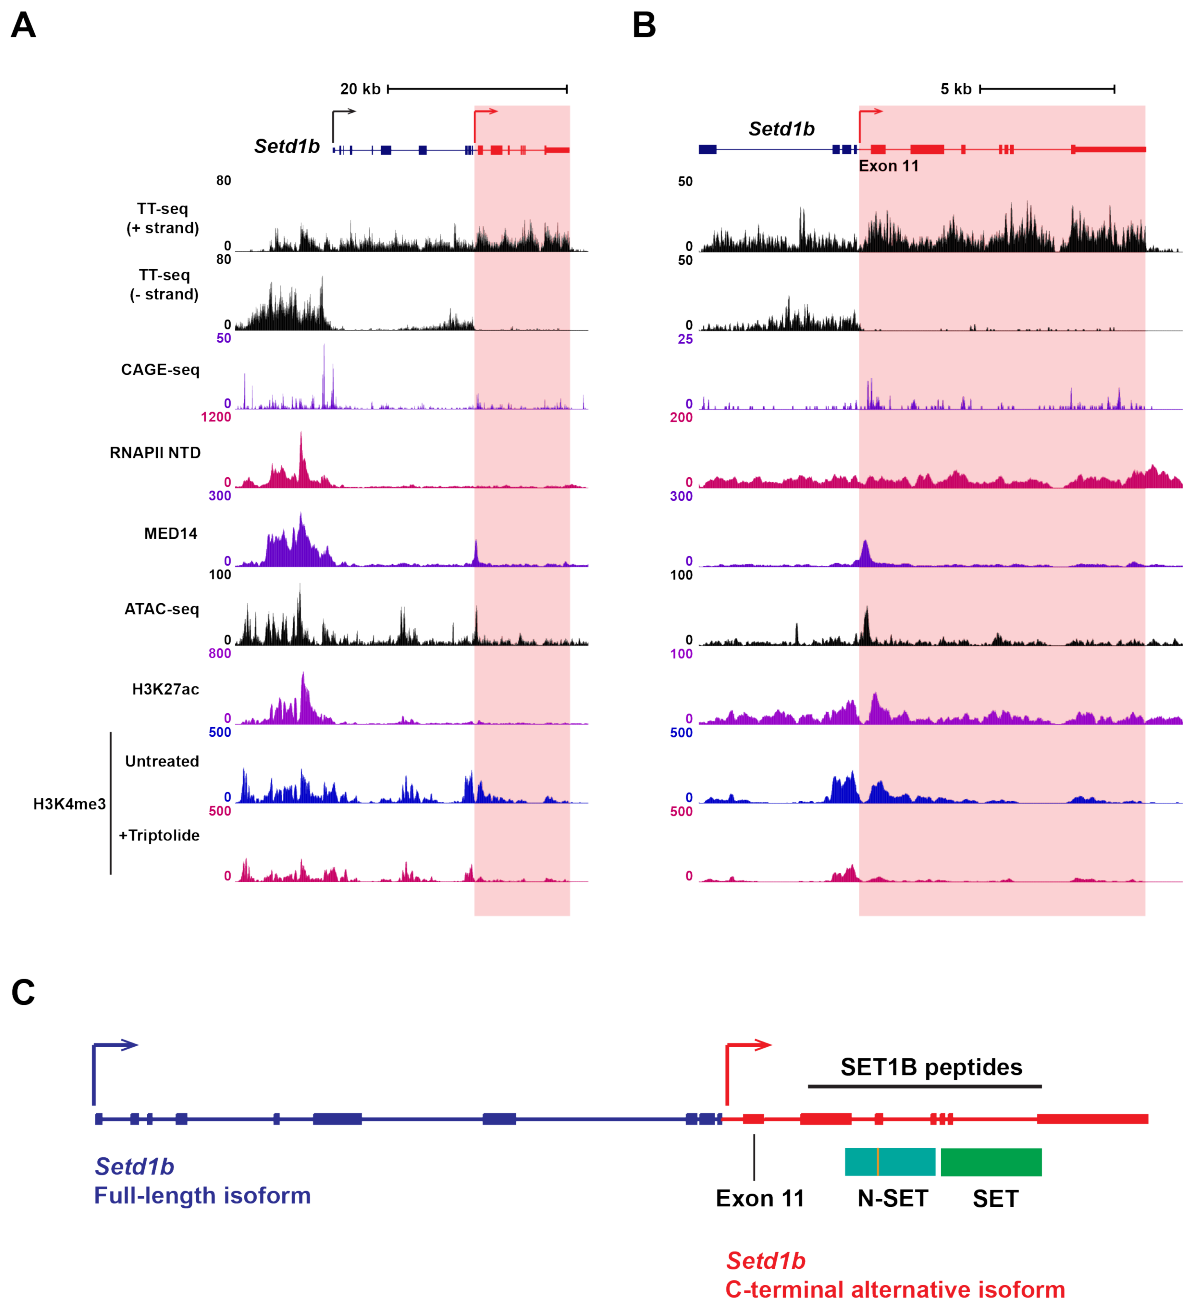 A
B
20 kb
5 kb
Setd1b
Setd1b
Exon 11
80
50
TT-seq
(+ strand)
0
0
80
50
TT-seq
(- strand)
0
0
50
25
CAGE-seq
0
0
1200
200
RNAPII NTD
0
0
300
300
MED14
0
0
100
100
ATAC-seq
0
0
800
100
H3K27ac
0
0
500
500
Untreated
0
0
H3K4me3
500
500
+Triptolide
0
0
C
SET1B peptides
Setd1b
Full-length isoform
Exon 11
N-SET
SET
Setd1b
C-terminal alternative isoform